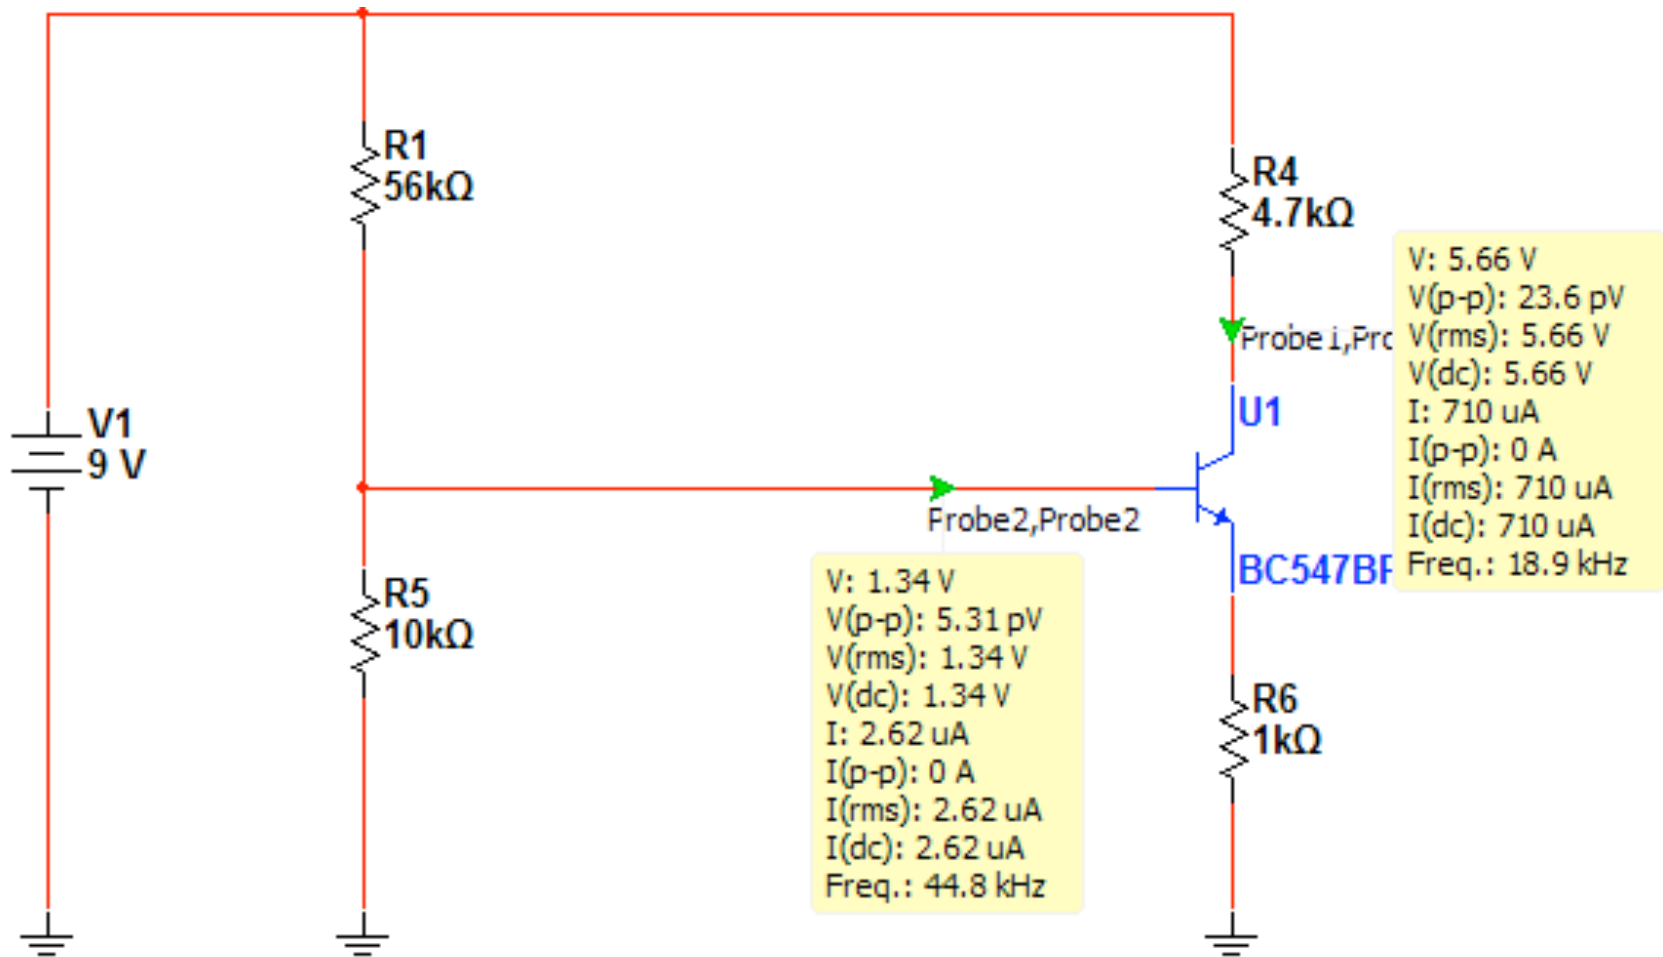 R1
56kΩ
R4
4.7kΩ
V: 5.66 V
V(p-p): 23.6 pV
V(rms): 5.66 V
V(dc): 5.66 V
I: 710 uA
I(p-p): 0 A
I(rms): 710 uA
I(dc): 710 uA
Freq.: 18.9 kHz
Probe1,Pro
U1
V1
9 V
Probe2,Probe2
BC547BP
V: 1.34 V
V(p-p): 5.31 pV
V(rms): 1.34 V
V(dc): 1.34 V
I: 2.62 uA
I(p-p): 0 A
I(rms): 2.62 uA
I(dc): 2.62 uA
Freq.: 44.8 kHz
R5
10kΩ
R6
1kΩ